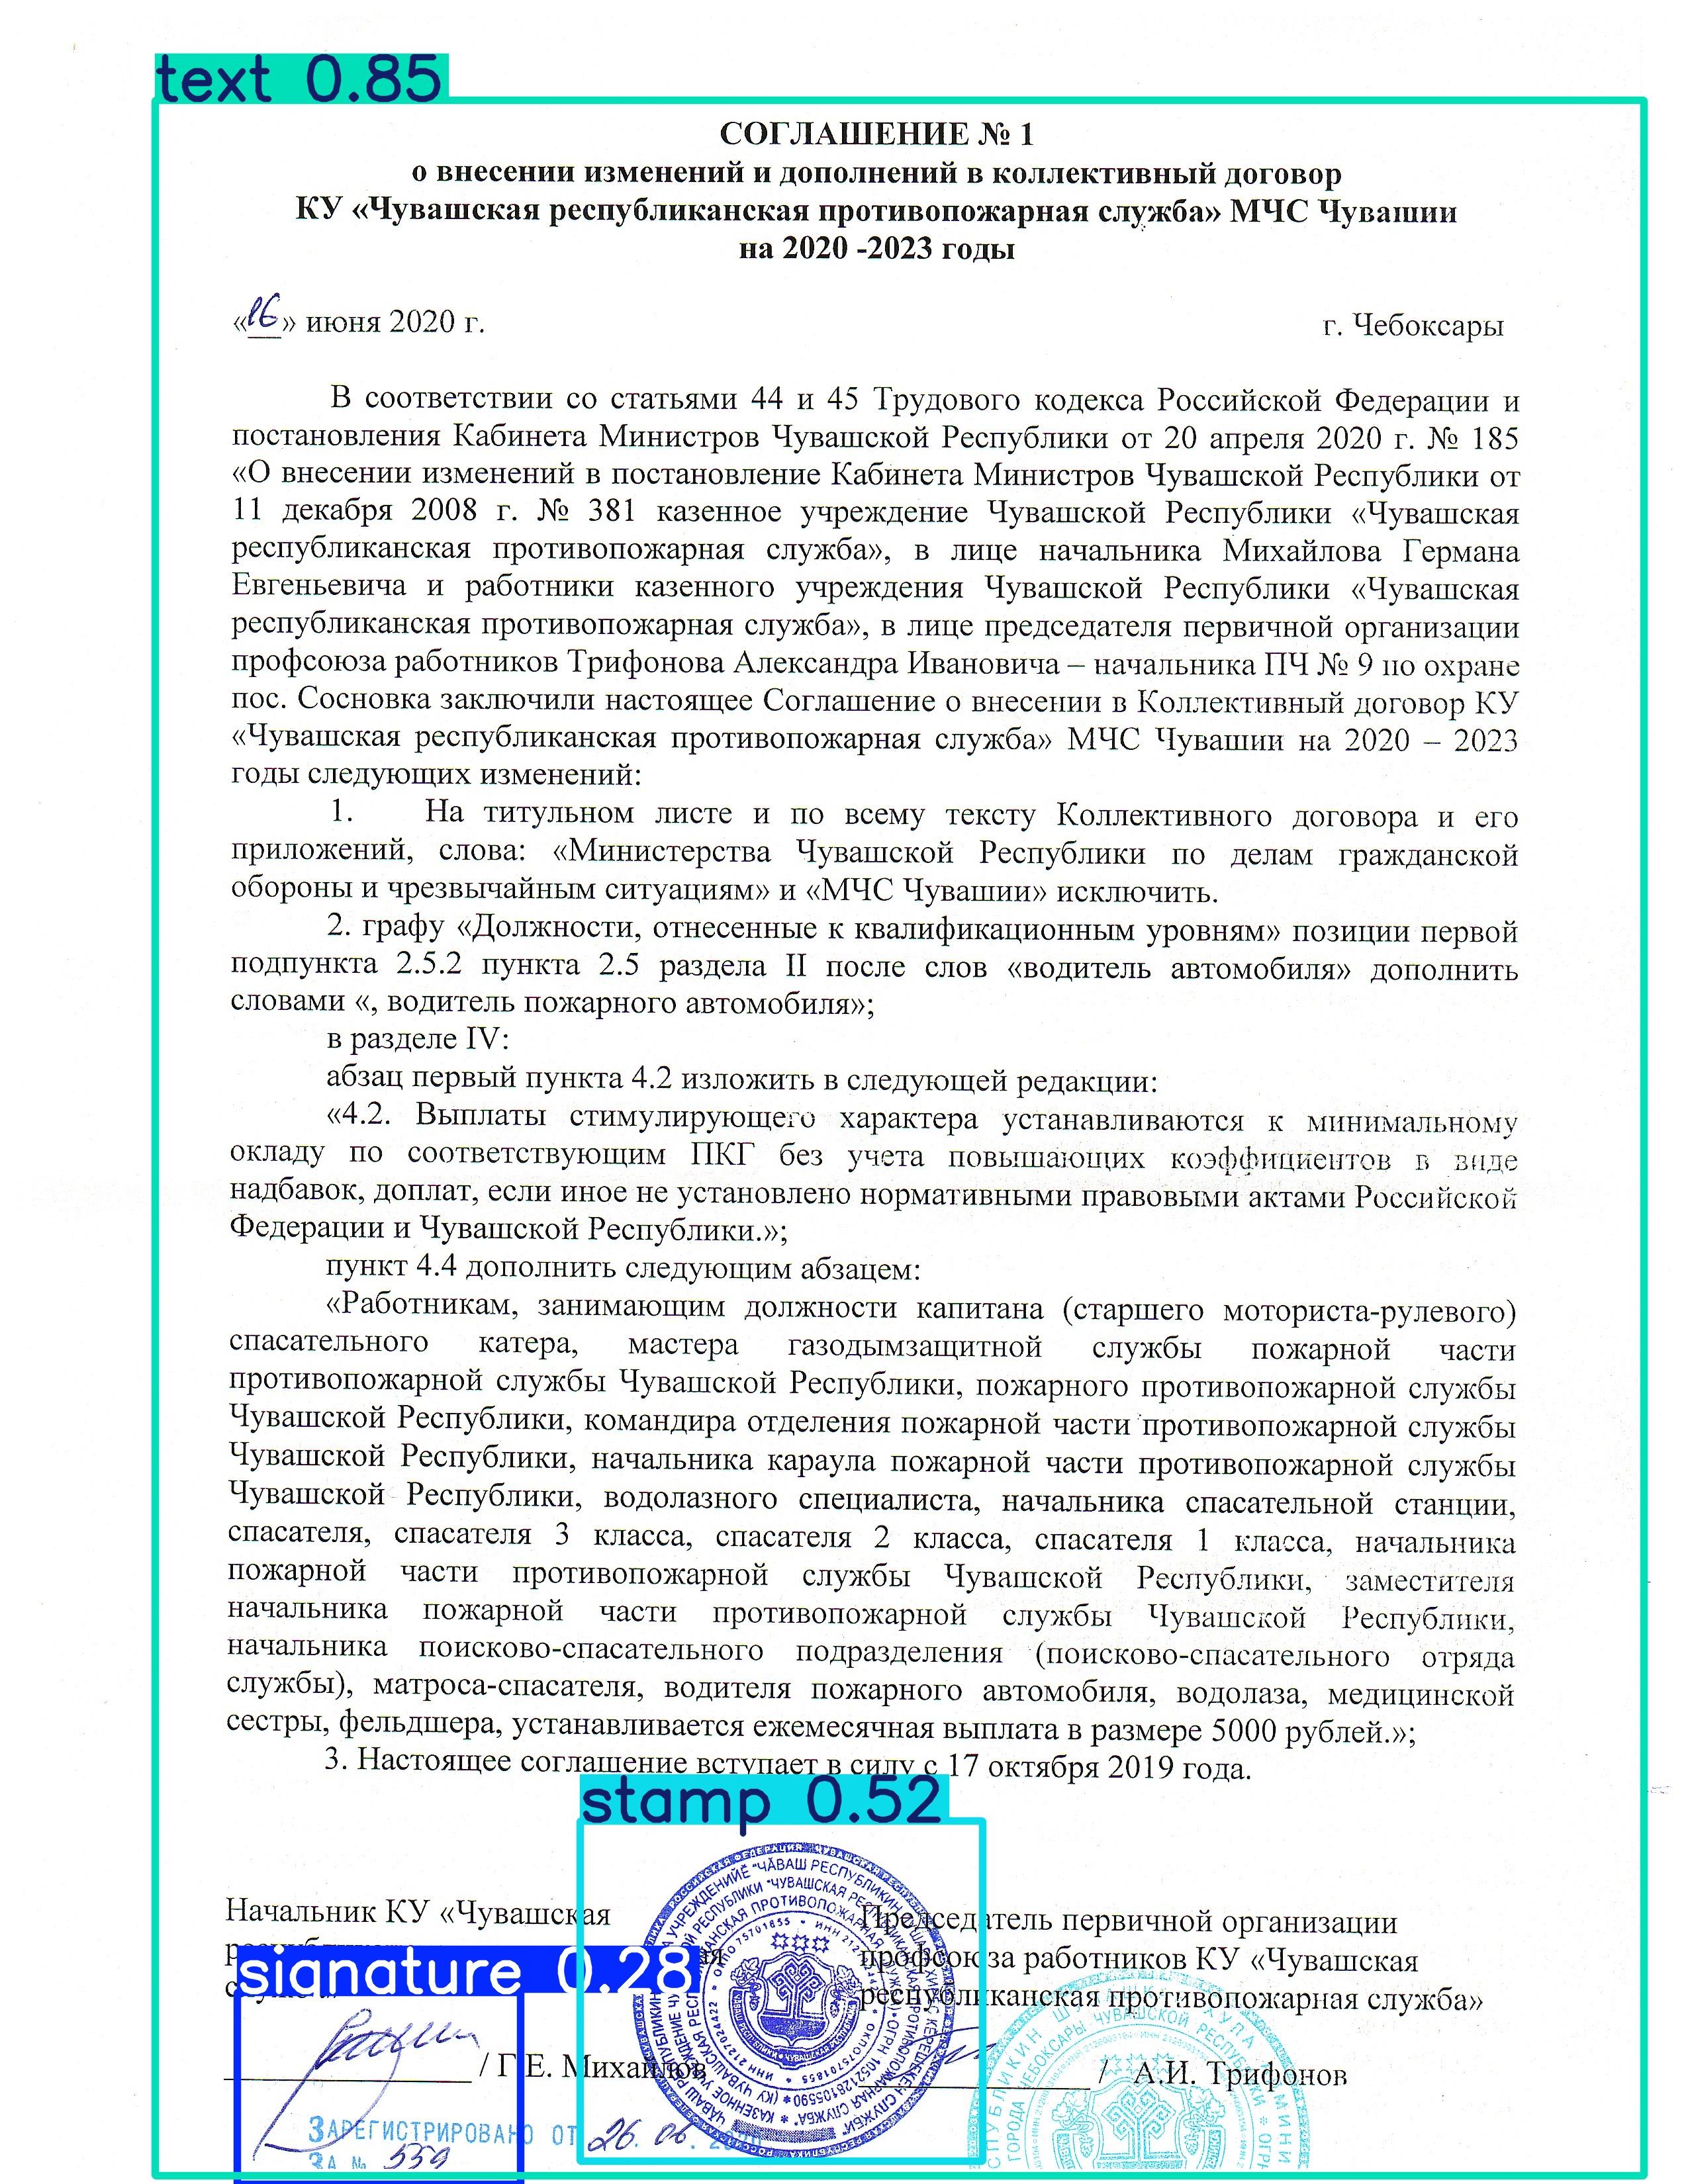 text 0.85
СОГЛАШЕНИЕ № 1
о внесении изменений и дополнений в коллективный договор
КУ «Чувашская республиканская противопожарная служба» МЧС Чувашии
на 2020 -2023 годы
«16» июня 2020 г. г. Чебоксары
В соответствии со статьями 44 и 45 Трудового кодекса Российской Федерации и
постановления Кабинета Министров Чувашской Республики от 20 апреля 2020 г. № 185
«О внесении изменений в постановление Кабинета Министров Чувашской Республики от
11 декабря 2008 г. № 381 казенное учреждение Чувашской Республики «Чувашская
республиканская противопожарная служба», в лице начальника Михайлова Германа
Евгеньевича и работники казенного учреждения Чувашской Республики «Чувашская
республиканская противопожарная служба», в лице председателя первичной организации
профсоюза работников Трифонова Александра Ивановича – начальника ПЧ № 9 по охране
пос. Сосновка заключили настоящее Соглашение о внесении в Коллективный договор КУ
«Чувашская республиканская противопожарная служба» МЧС Чувашии на 2020 – 2023
годы следующих изменений:
1. На титульном листе и по всему тексту Коллективного договора и его
приложений, слова: «Министерства Чувашской Республики по делам гражданской
обороны и чрезвычайным ситуациям» и «МЧС Чувашии» исключить.
2. графу «Должности, отнесенные к квалификационным уровням» позиции первой
подпункта 2.5.2 пункта 2.5 раздела II после слов «водитель автомобиля» дополнить
словами «, водитель пожарного автомобиля»;
в разделе IV:
абзац первый пункта 4.2 изложить в следующей редакции:
«4.2. Выплаты стимулирующего характера устанавливаются к минимальному
окладу по соответствующим ПКГ без учета повышающих коэффициентов в виде
надбавок, доплат, если иное не установлено нормативными правовыми актами Российской
Федерации и Чувашской Республики.»;
пункт 4.4 дополнить следующим абзацем:
«Работникам, занимающим должности капитана (старшего моториста-рулевого)
спасательного катера, мастера газодымзащитной службы пожарной части
противопожарной службы Чувашской Республики, пожарного противопожарной службы
Чувашской Республики, командира отделения пожарной части противопожарной службы
Чувашской Республики, начальника караула пожарной части противопожарной службы
Чувашской Республики, водолазного специалиста, начальника спасательной станции,
спасателя, спасателя 3 класса, спасателя 2 класса, спасателя 1 класса, начальника
пожарной части противопожарной службы Чувашской Республики, заместителя
начальника пожарной части противопожарной службы Чувашской Республики,
начальника поисково-спасательного подразделения (поисково-спасательного отряда
службы), матроса-спасателя, водителя пожарного автомобиля, водолаза, медицинской
сестры, фельдшера, устанавливается ежемесячная выплата в размере 5000 рублей.»;
3. Настоящее соглашение вступает в силу с 17 октября 2019 года.
stamp 0.52
Начальник КУ «Чувашская
signature 0.28
/ Г.Е. Михайлов
Председатель первичной организации
профсоюза работников КУ «Чувашская
республиканская противопожарная служба»
/ А.И. Трифонов
ЗАРЕГИСТРИРОВАНО ОТ 26. 06. 2020
ЗА № 559